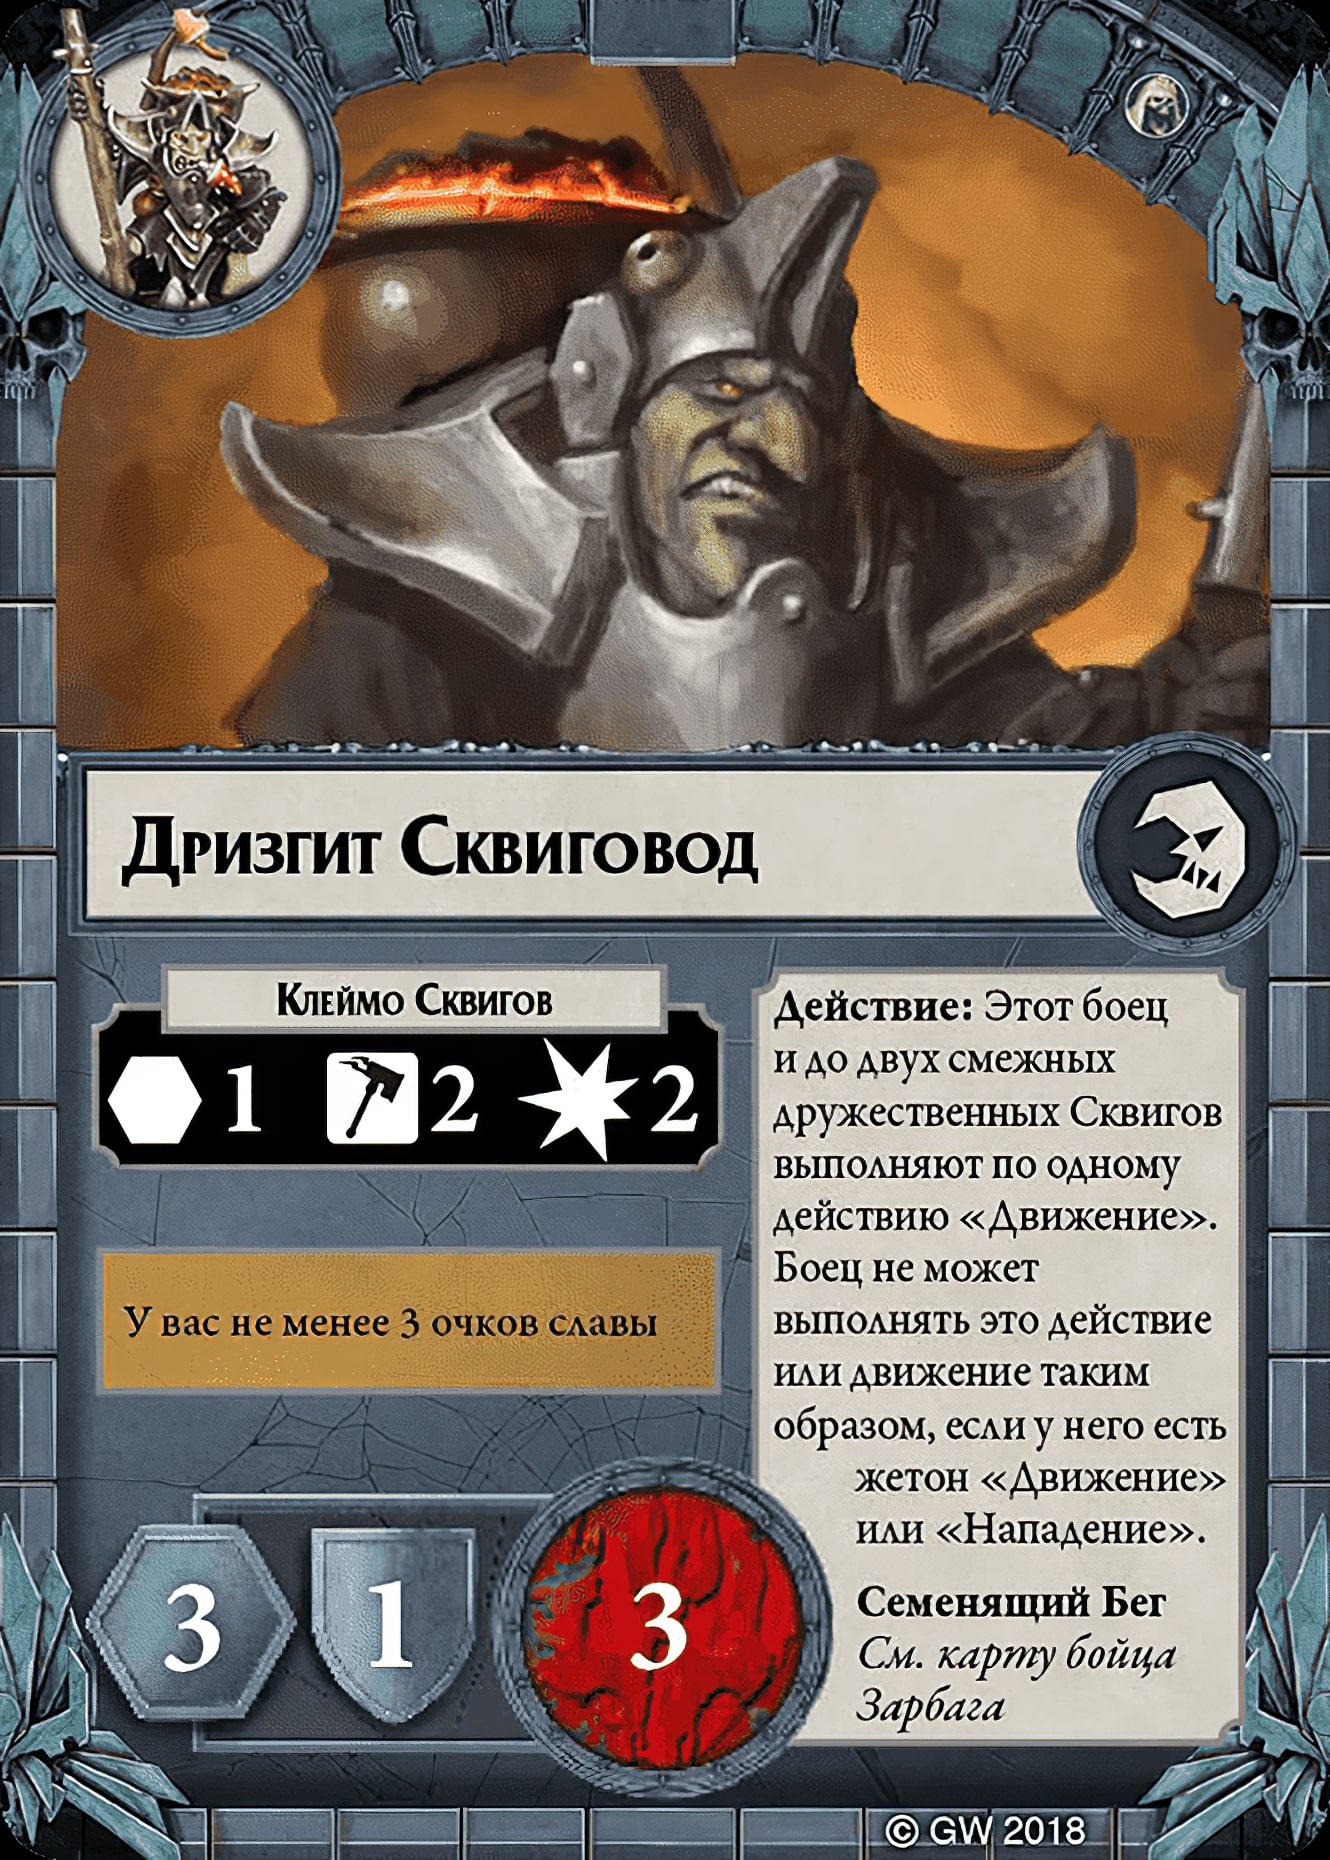 Дризгит Сквиговод
Клеймо Сквигов
1 2 2
У вас не менее 3 очков славы
3 1 3
Действие: Этот боец
и до двух смежных
дружественных Сквигов
выполняют по одному
действию «Движение».
Боец не может
выполнять это действие
или движение таким
образом, если у него есть
жетон «Движение»
или «Нападение».
Семенящий Бег
См. карту бойца
Зарбага
© GW 2018